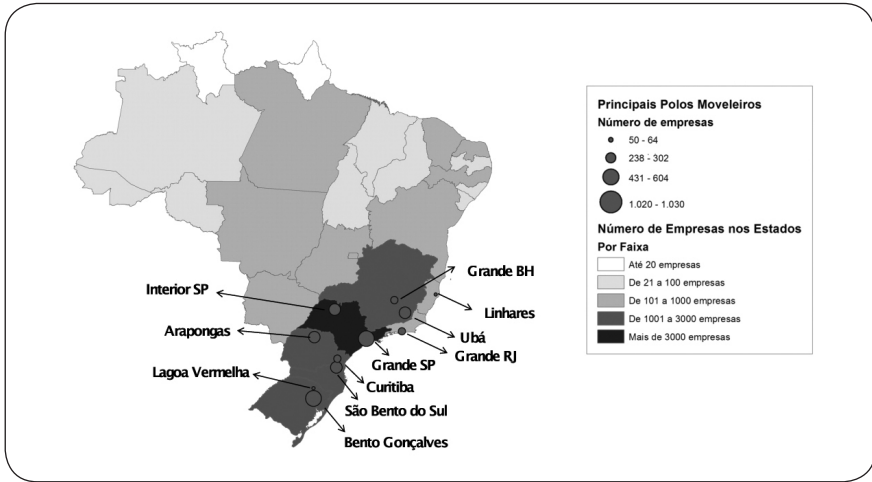 Grande BH
Interior SP
Linhares
Arapongas
Ubá
Grande RJ
Grande SP
Lagoa Vermelha
Curitiba
São Bento do Sul
Bento Gonçalves
Principais Polos Moveleiros
Número de empresas
50 - 64
238 - 302
431 - 604
1.020 - 1.030
Número de Empresas nos Estados
Por Faixa
Até 20 empresas
De 21 a 100 empresas
De 101 a 1000 empresas
De 1001 a 3000 empresas
Mais de 3000 empresas